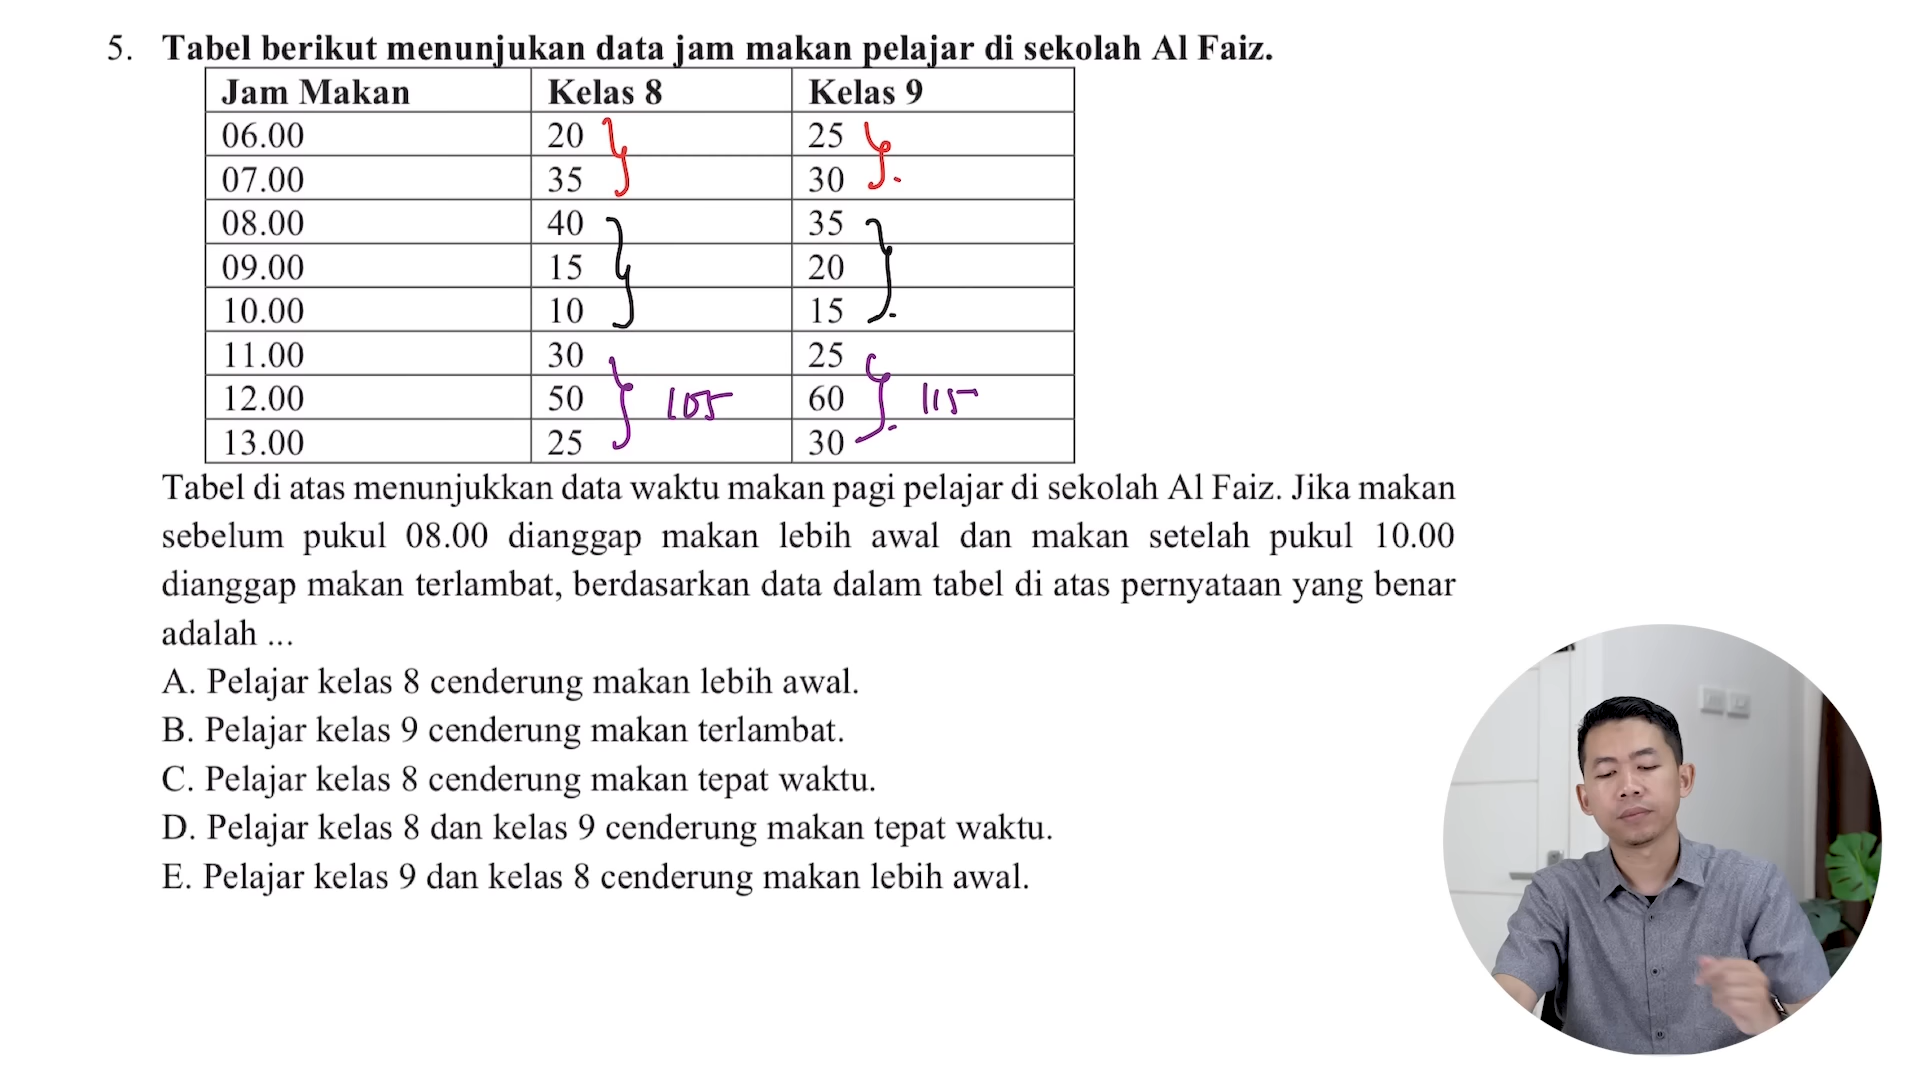 5. Tabel berikut menunjukan data jam makan pelajar di sekolah Al Faiz.
Jam Makan Kelas 8 Kelas 9
06.00 20 25
07.00 35 30
08.00 40 35
09.00 15 20
10.00 10 15
11.00 30 25
12.00 50 105 60 115
13.00 25 30
Tabel di atas menunjukkan data waktu makan pagi pelajar di sekolah Al Faiz. Jika makan
sebelum pukul 08.00 dianggap makan lebih awal dan makan setelah pukul 10.00
dianggap makan terlambat, berdasarkan data dalam tabel di atas pernyataan yang benar
adalah ...
A. Pelajar kelas 8 cenderung makan lebih awal.
B. Pelajar kelas 9 cenderung makan terlambat.
C. Pelajar kelas 8 cenderung makan tepat waktu.
D. Pelajar kelas 8 dan kelas 9 cenderung makan tepat waktu.
E. Pelajar kelas 9 dan kelas 8 cenderung makan lebih awal.